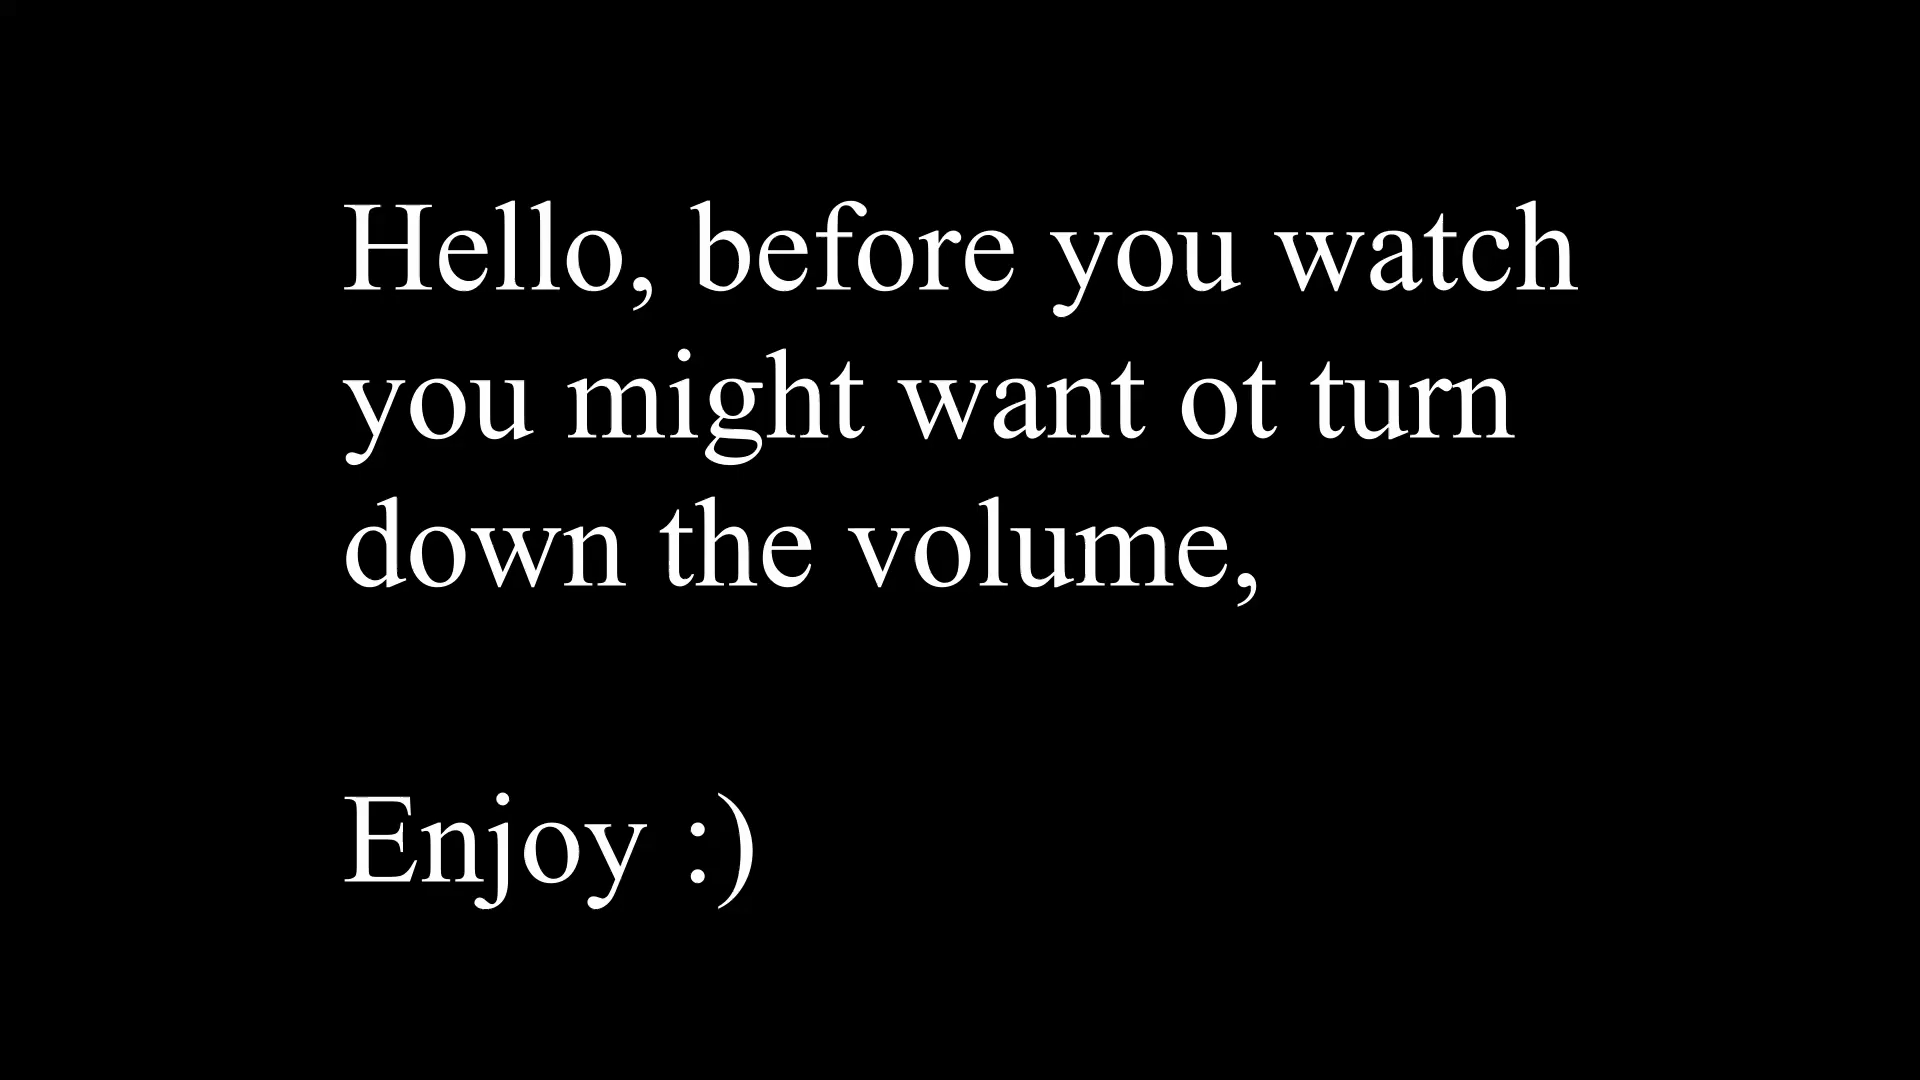 Hello, before you watch
you might want ot turn
down the volume,
Enjoy :)